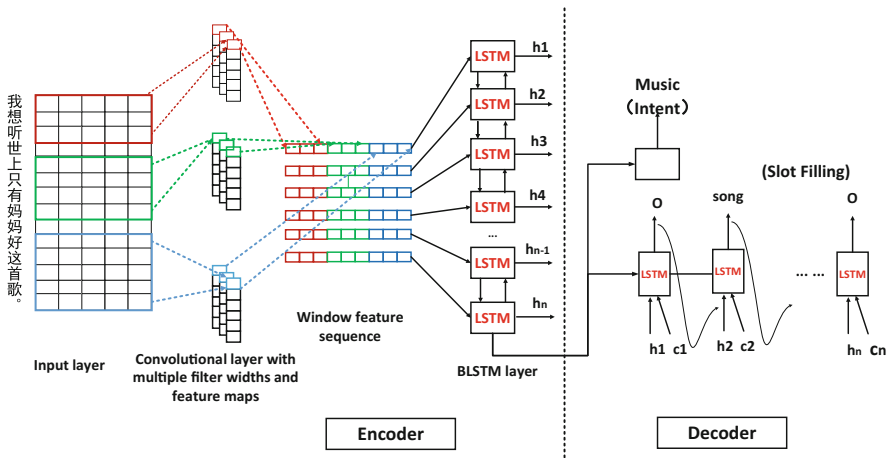 我想听世上只有妈妈好这首歌。
Input layer
Convolutional layer with
multiple filter widths and
feature maps
Window feature
sequence
LSTM
h1
LSTM
h2
LSTM
h3
LSTM
h4
...
LSTM
hn-1
LSTM
hn
BLSTM layer
Encoder
Music
(Intent)
(Slot Filling)
O
song
O
LSTM
LSTM
... ...
LSTM
h1
c1
h2
c2
hn
cn
Decoder